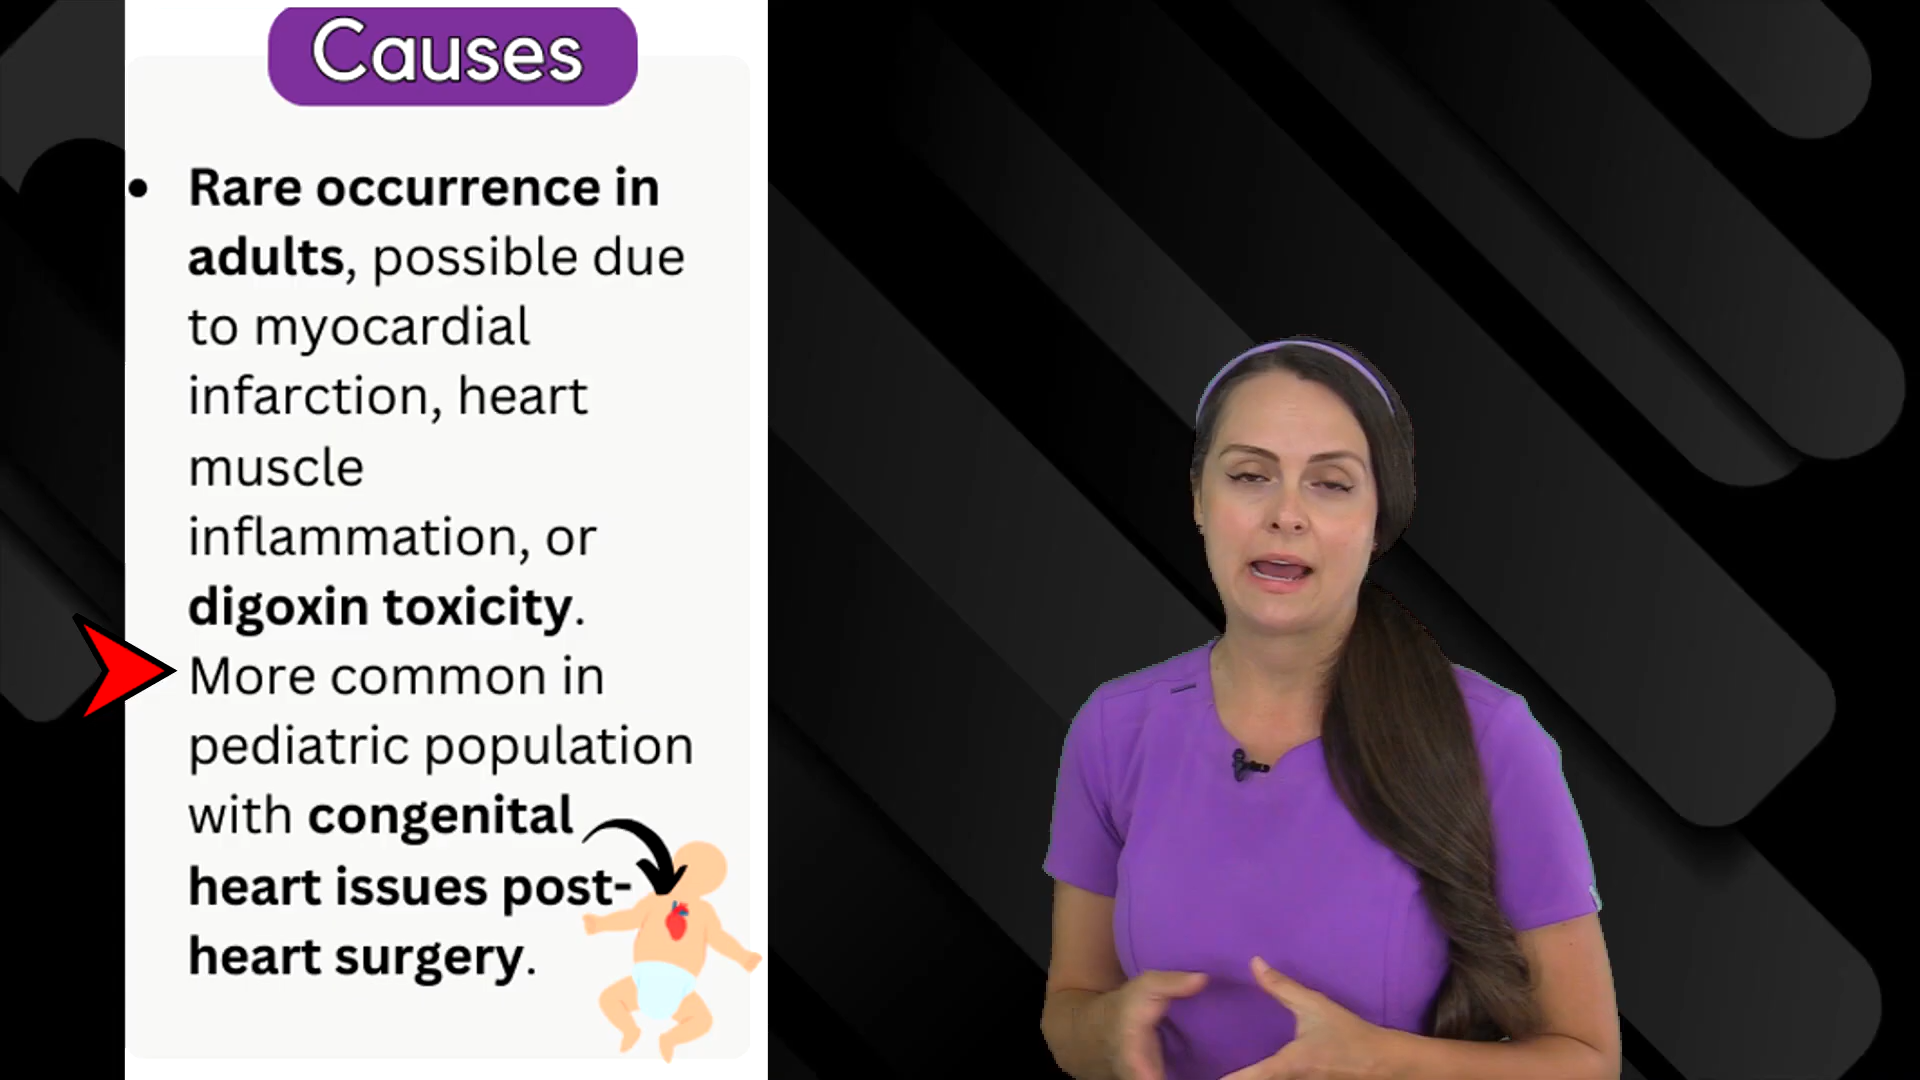 Causes
• Rare occurrence in
adults, possible due
to myocardial
infarction, heart
muscle
inflammation, or
digoxin toxicity.
More common in
pediatric population
with congenital
heart issues post-
heart surgery.